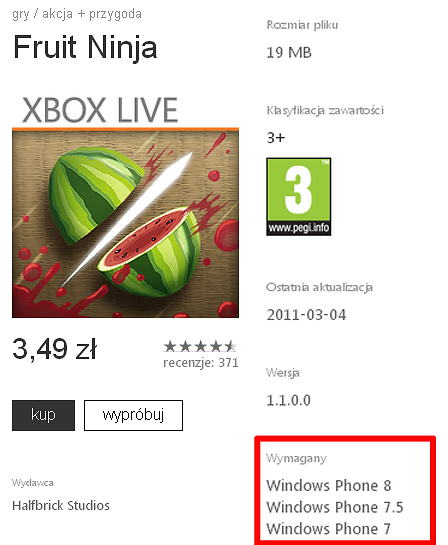 gry / akcja + przygoda
Fruit Ninja
XBOX LIVE
3,49 zł
recenzje: 371
kup
wypróbuj
Wydawca
Halfbrick Studios
Rozmiar pliku
19 MB
Klasyfikacja zawartości
3+
3
www.pegi.info
Ostatnia aktualizacja
2011-03-04
Wersja
1.1.0.0
Wymagany
Windows Phone 8
Windows Phone 7.5
Windows Phone 7